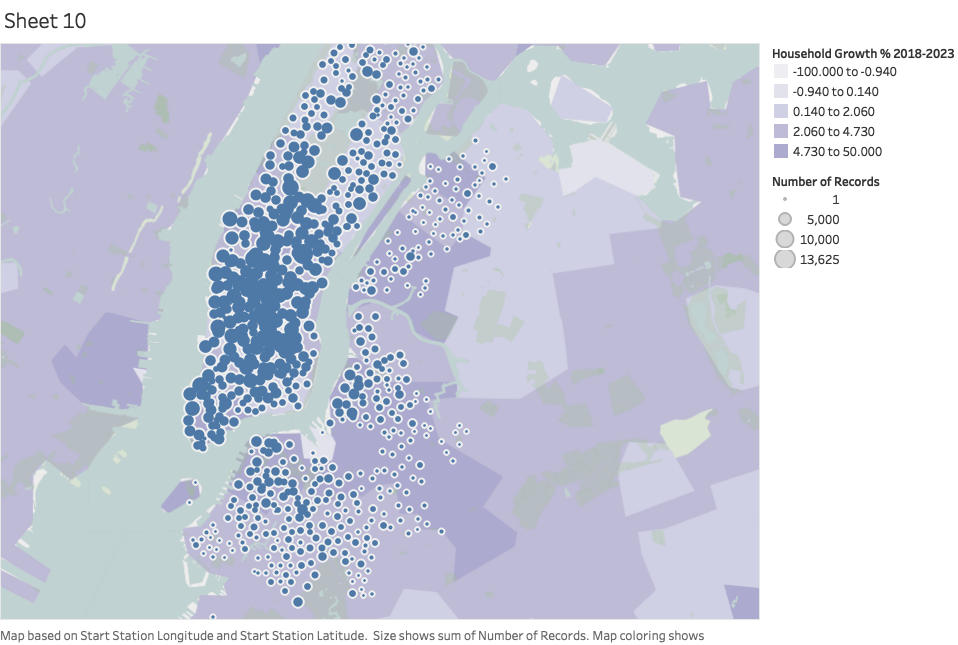 Sheet 10
Household Growth % 2018-2023
-100.000 to -0.940
-0.940 to 0.140
0.140 to 2.060
2.060 to 4.730
4.730 to 50.000
Number of Records
1
5,000
10,000
13,625
Map based on Start Station Longitude and Start Station Latitude.  Size shows sum of Number of Records. Map coloring shows